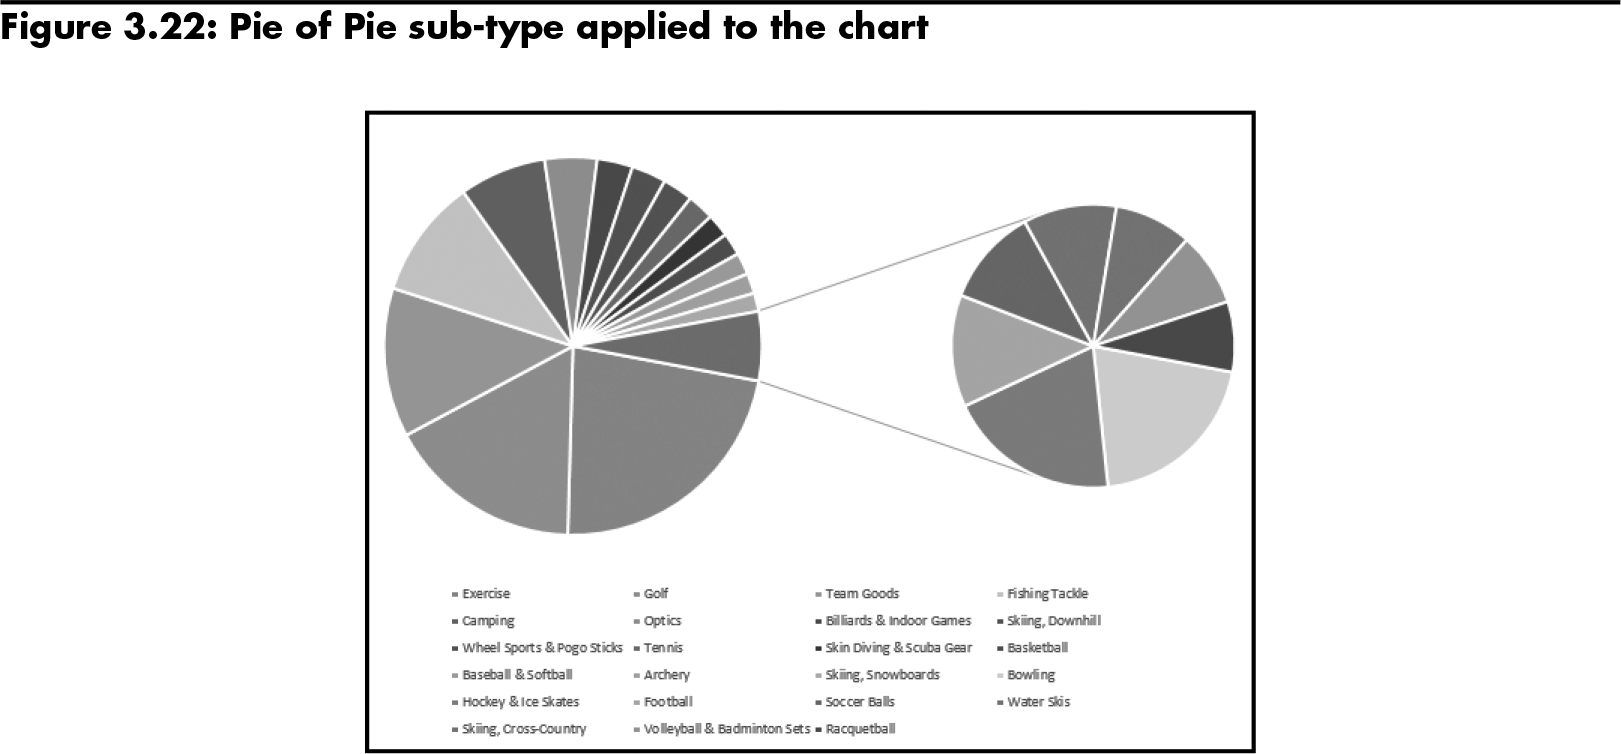 Figure 3.22: Pie of Pie sub-type applied to the chart
Exercise Golf Team Goods Fishing Tackle
Camping Optics Billiards & Indoor Games Skiing, Downhill
Wheel Sports & Pogo Sticks Tennis Skin Diving & Scuba Gear Basketball
Baseball & Softball Archery Skiing, Snowboards Bowling
Hockey & Ice Skates Football Soccer Balls Water Skis
Skiing, Cross-Country Volleyball & Badminton Sets Racquetball